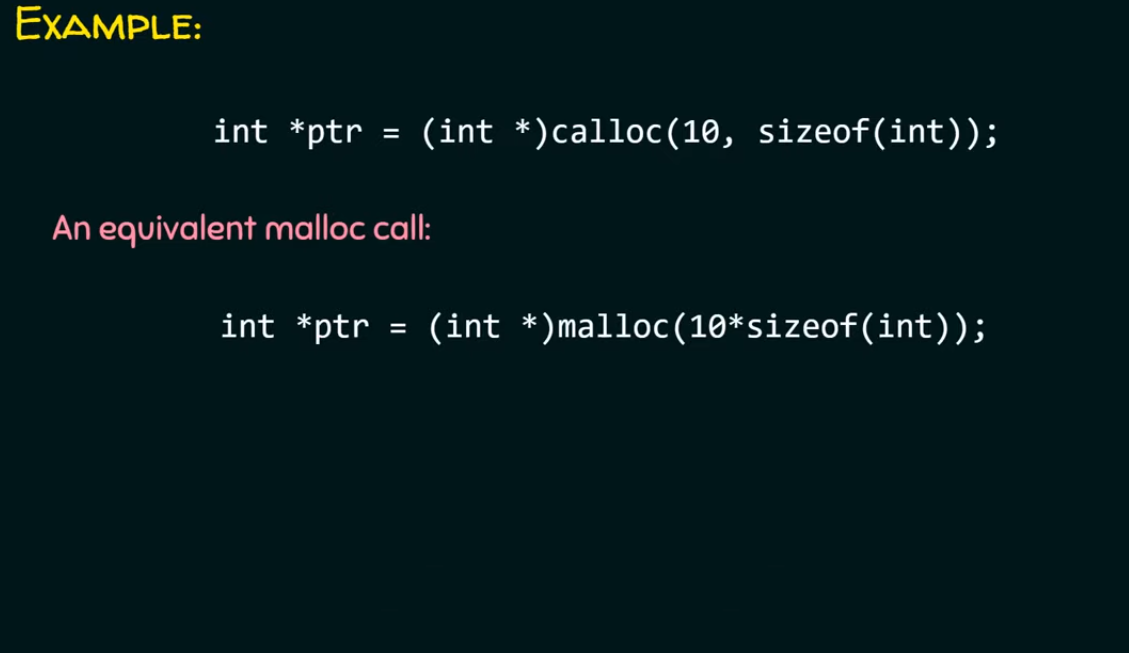 EXAMPLE:
int *ptr = (int *)calloc(10, sizeof(int));
An equivalent malloc call:
int *ptr = (int *)malloc(10*sizeof(int));